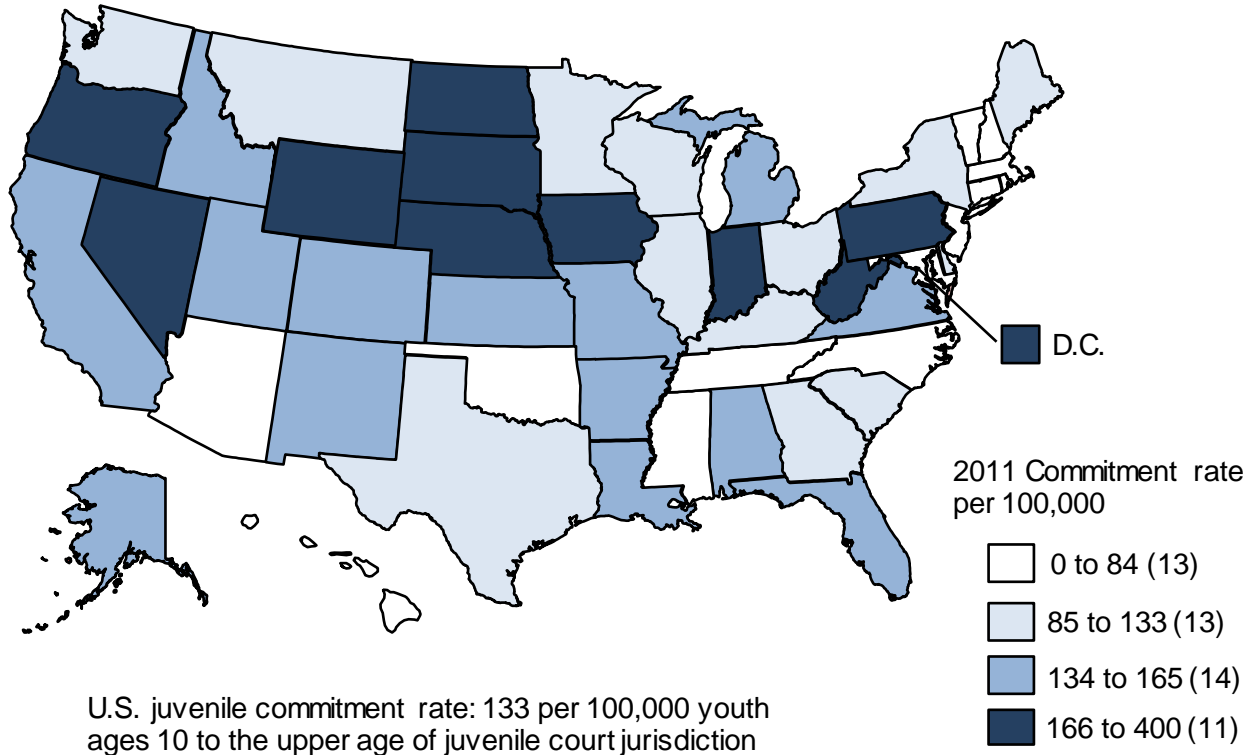 D.C.
2011 Commitment rate
per 100,000
0 to 84 (13)
85 to 133 (13)
134 to 165 (14)
166 to 400 (11)
U.S. juvenile commitment rate: 133 per 100,000 youth
ages 10 to the upper age of juvenile court jurisdiction